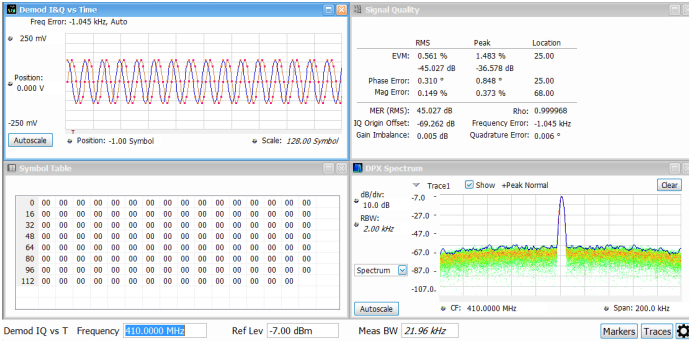 Demod I&Q vs Time
Freq Error: -1.045 kHz, Auto
250 mV
Position:
0.000 V
-250 mV
T
Autoscale
Position: -1.00 Symbol
Scale: 128.00 Symbol
Signal Quality
RMS Peak Location
EVM: 0.561 % 1.483 % 25.00
-45.027 dB -36.578 dB
Phase Error: 0.310 ° 0.848 ° 25.00
Mag Error: 0.149 % 0.373 % 68.00
MER (RMS): 45.027 dB Rho: 0.999968
IQ Origin Offset: -69.262 dB Frequency Error: -1.045 kHz
Gain Imbalance: 0.005 dB Quadrature Error: 0.006 °
Symbol Table
0 00 00 00 00 00 00 00 00 00 00 00 00 00 00 00 00
16 00 00 00 00 00 00 00 00 00 00 00 00 00 00 00 00
32 00 00 00 00 00 00 00 00 00 00 00 00 00 00 00 00
48 00 00 00 00 00 00 00 00 00 00 00 00 00 00 00 00
64 00 00 00 00 00 00 00 00 00 00 00 00 00 00 00 00
80 00 00 00 00 00 00 00 00 00 00 00 00 00 00 00 00
96 00 00 00 00 00 00 00 00 00 00 00 00 00 00 00 00
112 00 00 00 00 00 00 00 00 00 00 00 00 00 00 00
DPX Spectrum
Trace1 Show +Peak Normal Clear
dB/div:
10.0 dB
RBW:
2.00 kHz
-7.0
-27.0
-47.0
-67.0
-87.0
-107.0
Spectrum
Autoscale
CF: 410.0000 MHz
Span: 200.0 kHz
Demod IQ vs T Frequency 410.0000 MHz Ref Lev -7.00 dBm Meas BW 21.96 kHz Markers Traces